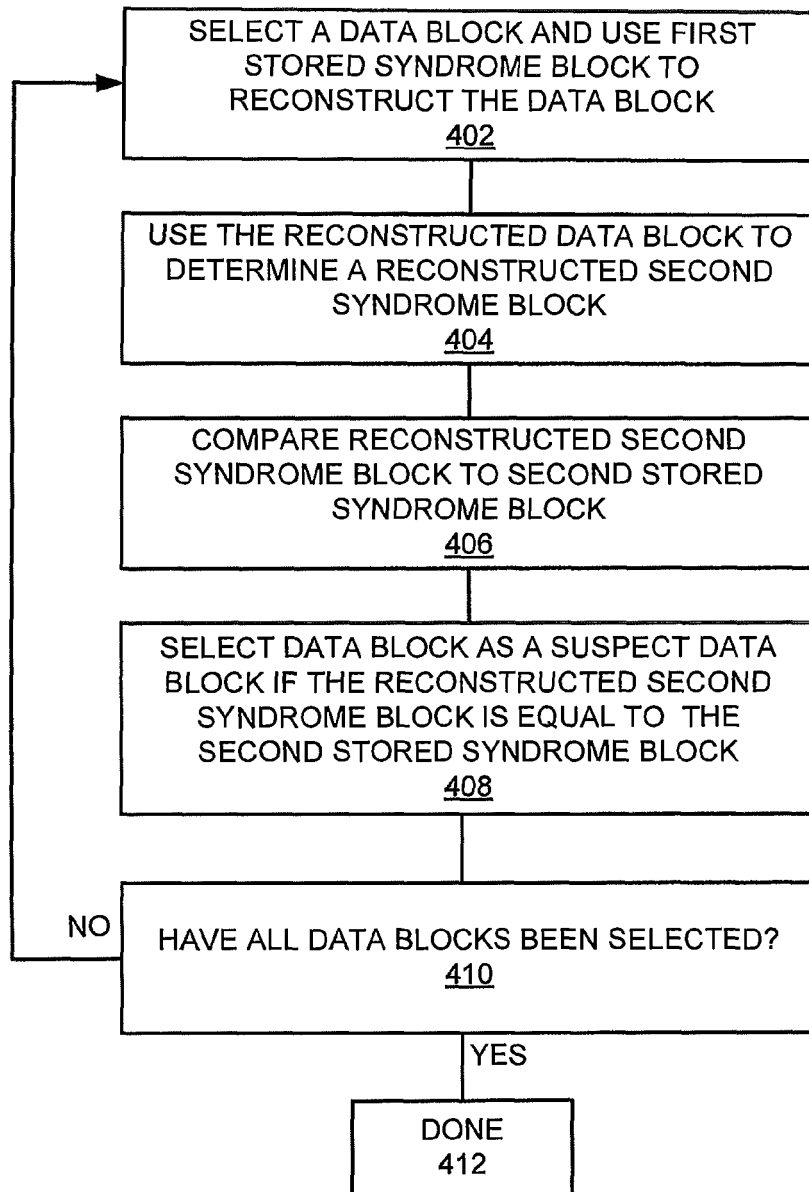 SELECT A DATA BLOCK AND USE FIRST
STORED SYNDROME BLOCK TO
RECONSTRUCT THE DATA BLOCK
402
USE THE RECONSTRUCTED DATA BLOCK TO
DETERMINE A RECONSTRUCTED SECOND
SYNDROME BLOCK
404
COMPARE RECONSTRUCTED SECOND
SYNDROME BLOCK TO SECOND STORED
SYNDROME BLOCK
406
SELECT DATA BLOCK AS A SUSPECT DATA
BLOCK IF THE RECONSTRUCTED SECOND
SYNDROME BLOCK IS EQUAL TO THE
SECOND STORED SYNDROME BLOCK
408
NO
HAVE ALL DATA BLOCKS BEEN SELECTED?
410
YES
DONE
412